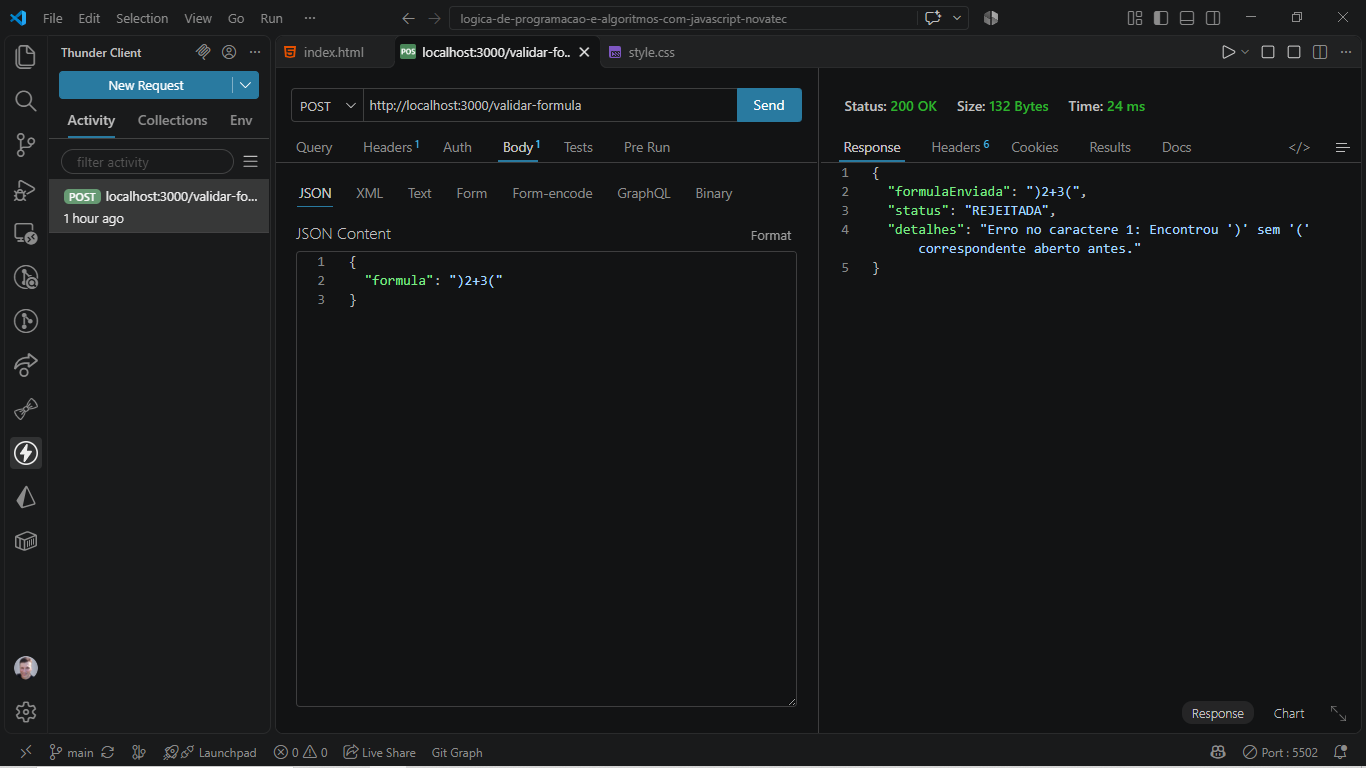 File Edit Selection View Go Run ···
logica-de-programacao-e-algoritmos-com-javascript-novatec
Thunder Client
New Request
Activity Collections Env
filter activity
POST localhost:3000/validar-fo...
1 hour ago
index.html
POS localhost:3000/validar-fo..
style.css
POST http://localhost:3000/validar-formula Send
Query Headers 1 Auth Body 1 Tests Pre Run
JSON XML Text Form Form-encode GraphQL Binary
JSON Content Format
1 {
2 "formula": ")2+3("
3 }
Status: 200 OK Size: 132 Bytes Time: 24 ms
Response Headers 6 Cookies Results Docs </>
1 {
2 "formulaEnviada": ")2+3(",
3 "status": "REJEITADA",
4 "detalhes": "Erro no caractere 1: Encontrou ')' sem '('
correspondente aberto antes."
5 }
Response Chart
main Launchpad 0 0 Live Share Git Graph Port : 5502